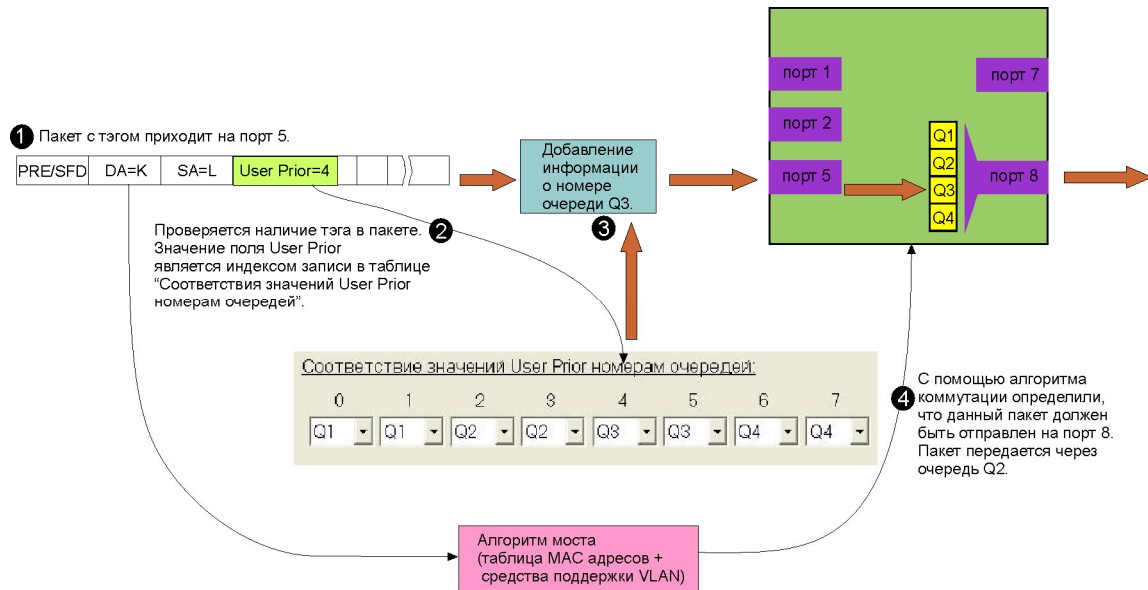 1 Пакет с тэгом приходит на порт 5.
PRE/SFD DA=K SA=L User Prior=4
2
Проверяется наличие тэга в пакете.
Значение поля User Prior
является индексом записи в таблице
“Соответствия значений User Prior
номерам очередей”.
Добавление
информации
о номере
очереди Q3.
3
порт 1
порт 2
порт 5
порт 7
порт 8
Q1
Q2
Q3
Q4
Соответствие значений User Prior номерам очередей:
0 1 2 3 4 5 6 7
Q1 Q1 Q2 Q2 Q3 Q3 Q4 Q4
4
С помощью алгоритма
коммутации определили,
что данный пакет должен
быть отправлен на порт 8.
Пакет передается через
очередь Q2.
Алгоритм моста
(таблица MAC адресов +
средства поддержки VLAN)